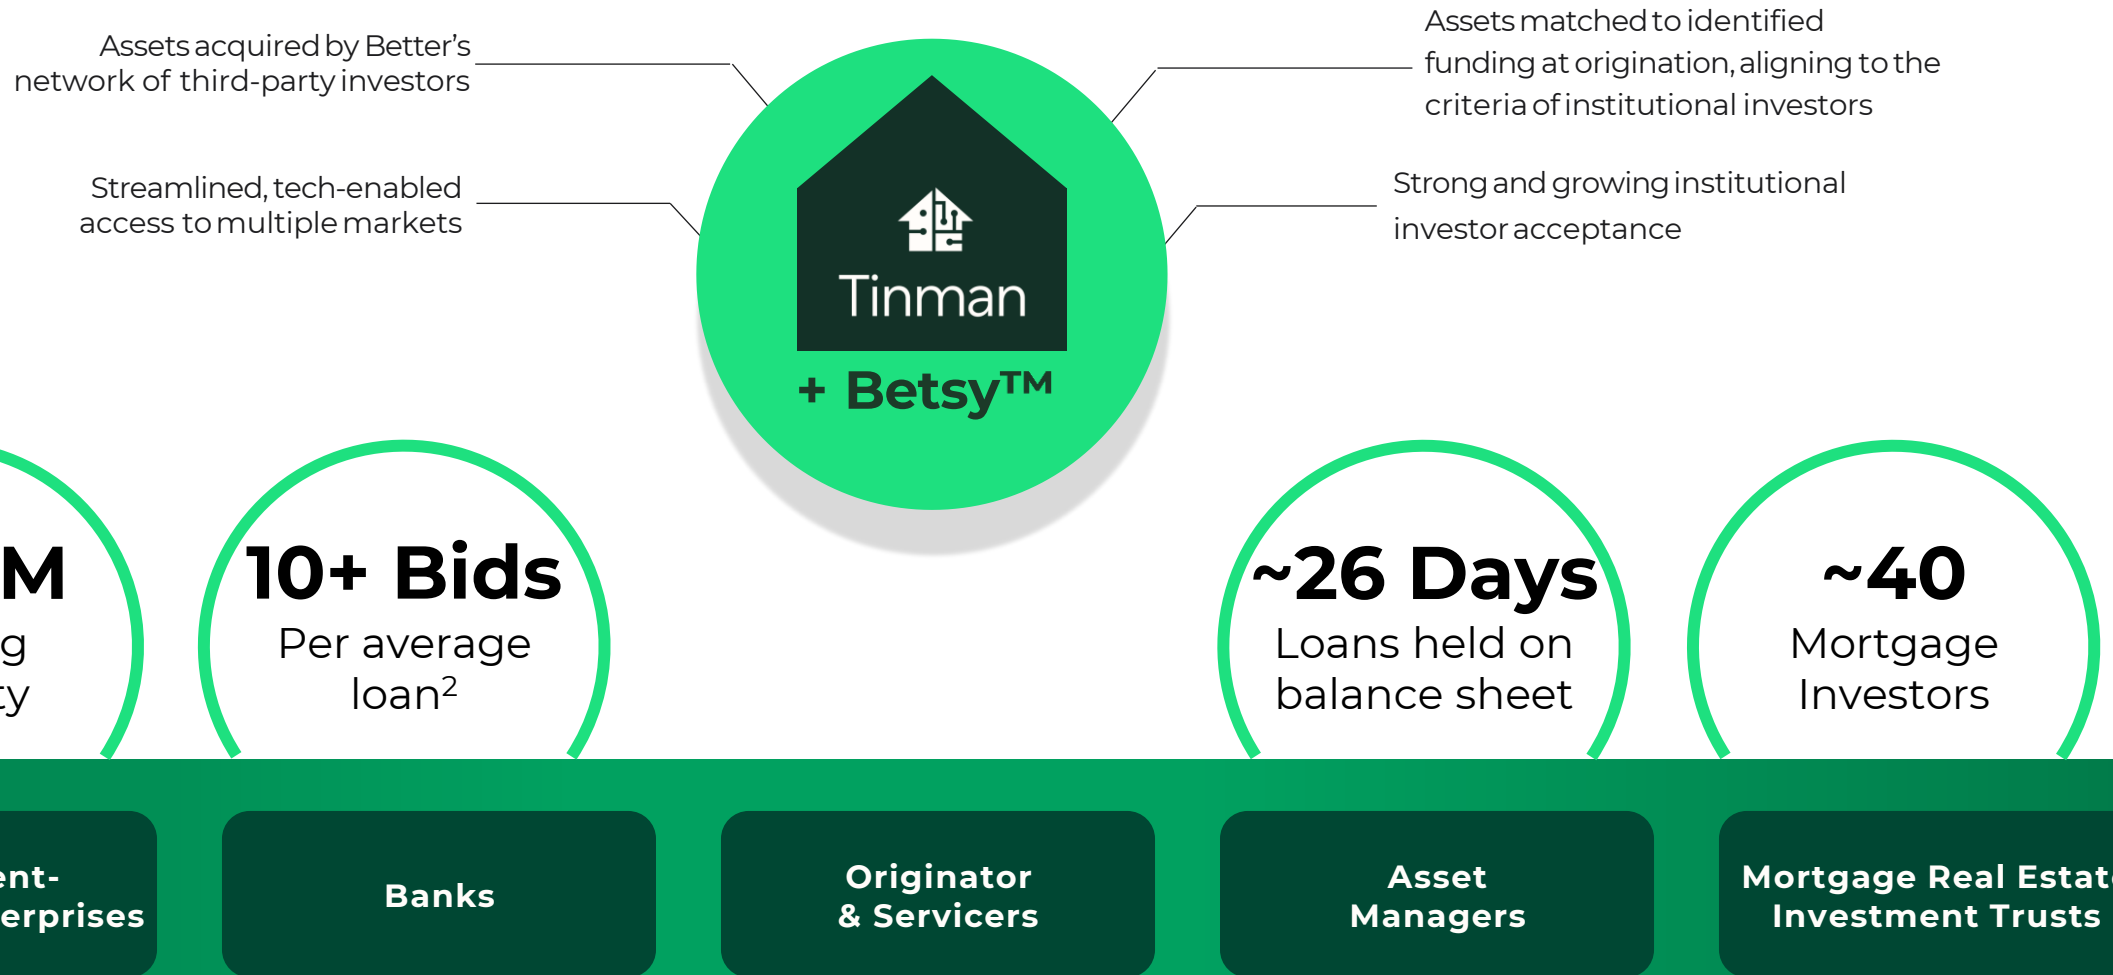 Assets acquired by Better's
network of third-party investors
Streamlined, tech-enabled
access to multiple markets
Assets matched to identified
funding at origination, aligning to the
criteria of institutional investors
Strong and growing institutional
investor acceptance
Tinman
+ Betsy™
M
g
ty
10+ Bids
Per average
loan²
~26 Days
Loans held on
balance sheet
~40
Mortgage
Investors
ent-
erprises
Banks
Originator
& Servicers
Asset
Managers
Mortgage Real Estate
Investment Trusts